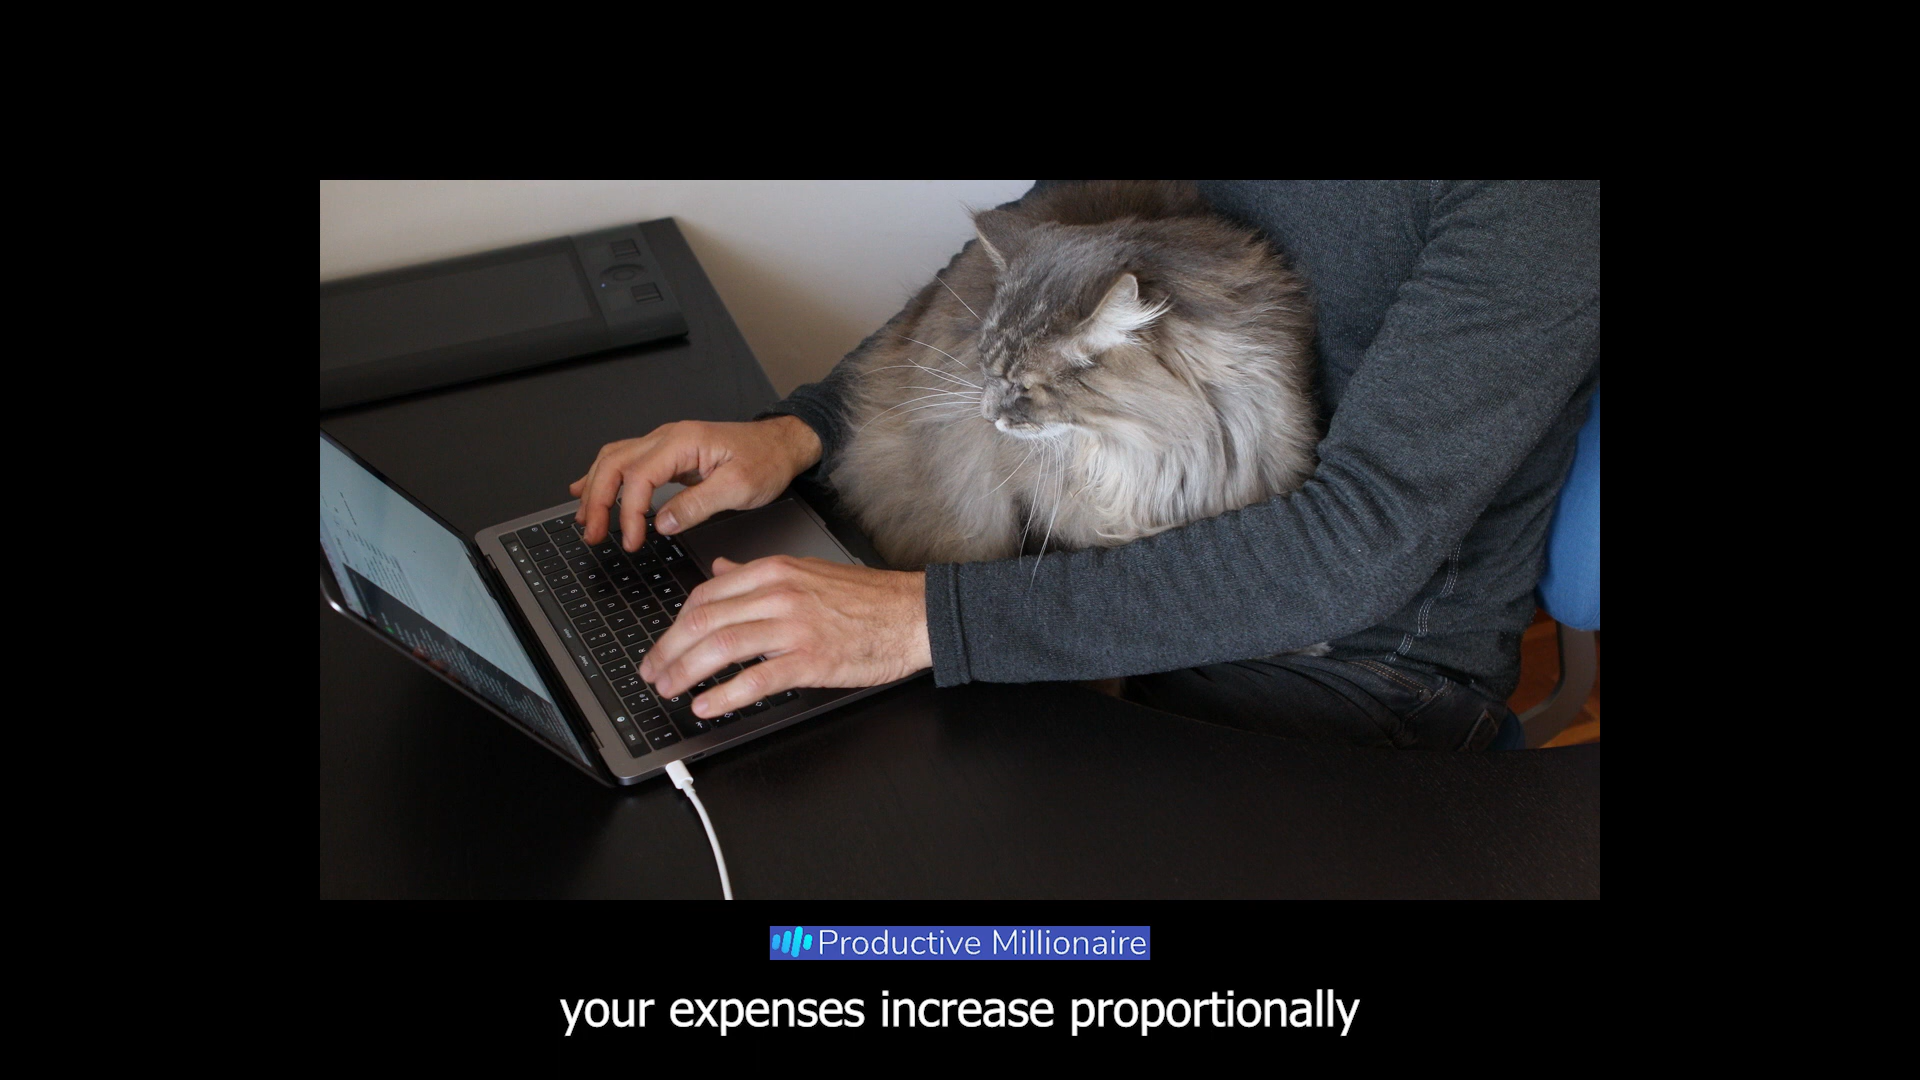 Productive Millionaire
your expenses increase proportionally